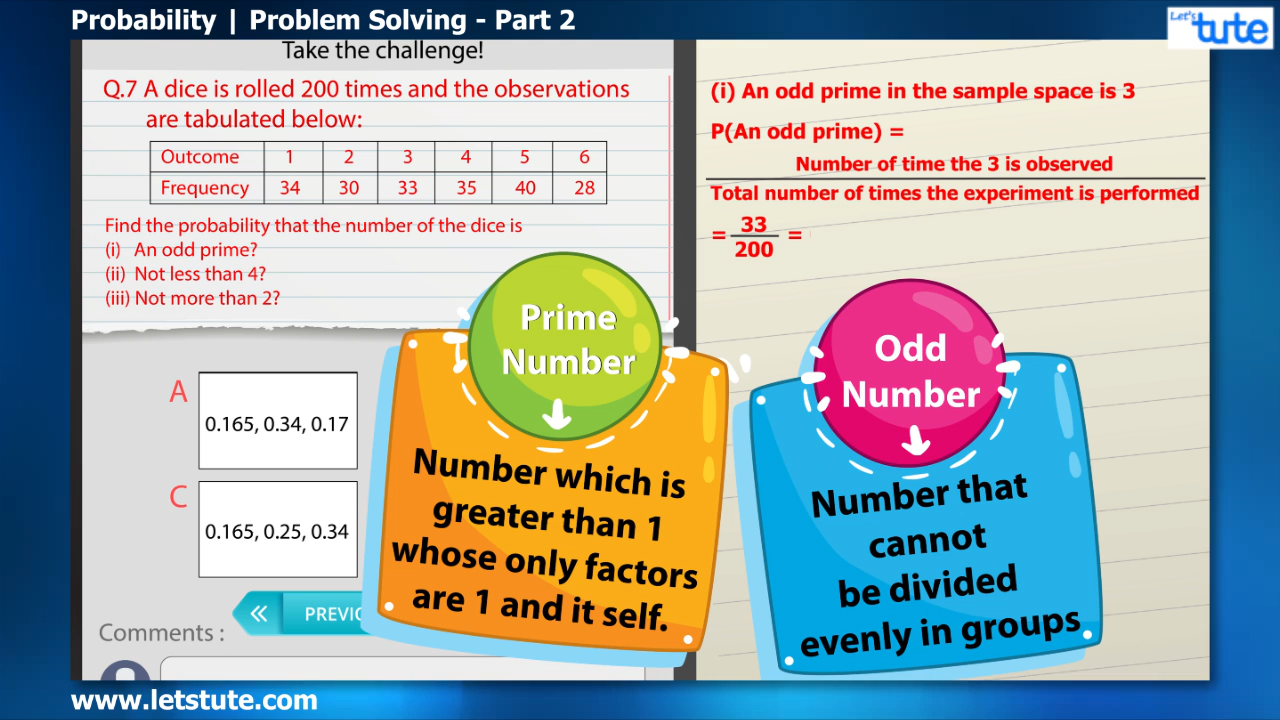 Probability | Problem Solving - Part 2
Let's
tute
Take the challenge!
Q.7 A dice is rolled 200 times and the observations
are tabulated below:
Outcome 1 2 3 4 5 6
Frequency 34 30 33 35 40 28
Find the probability that the number of the dice is
(i) An odd prime?
(ii) Not less than 4?
(iii) Not more than 2?
A
0.165, 0.34, 0.17
C
0.165, 0.25, 0.34
PREVIO
Comments :
(i) An odd prime in the sample space is 3
P(An odd prime) =
Number of time the 3 is observed
Total number of times the experiment is performed
= 33/200 =
Prime
Number
Number which is
greater than 1
whose only factors
are 1 and it self.
Odd
Number
Number that
cannot
be divided
evenly in groups
www.letstute.com